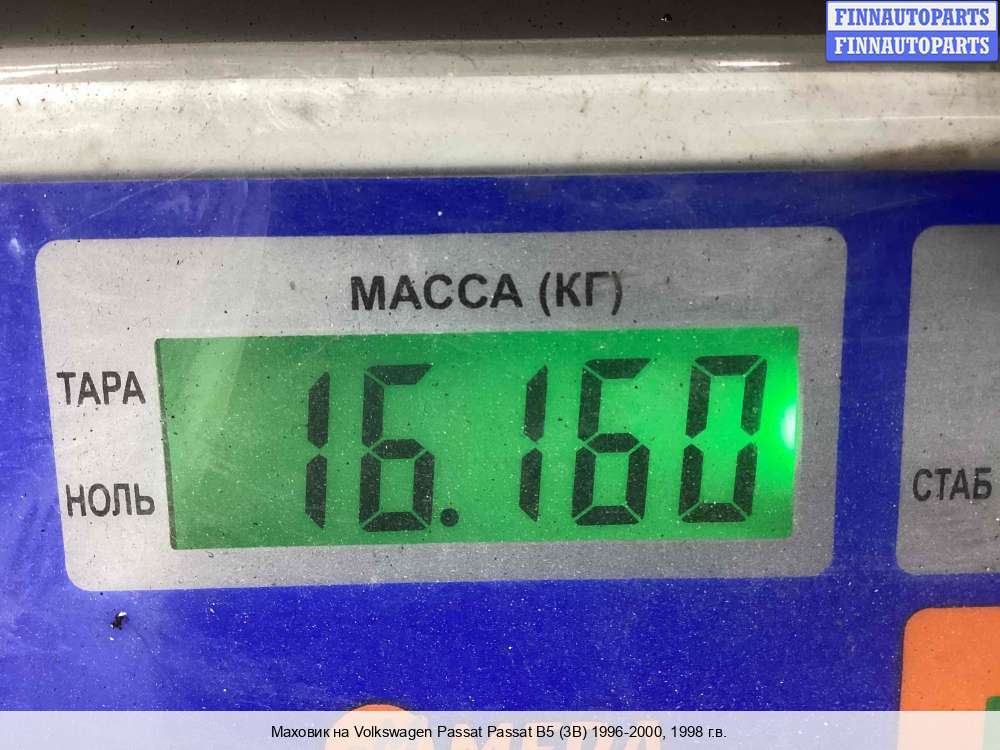 FINNAUTOPARTS
FINNAUTOPARTS
МАССА (КГ)
ТАРА
16.160
НОЛЬ
СТАБ
Маховик на Volkswagen Passat Passat B5 (3B) 1996-2000, 1998 г.в.